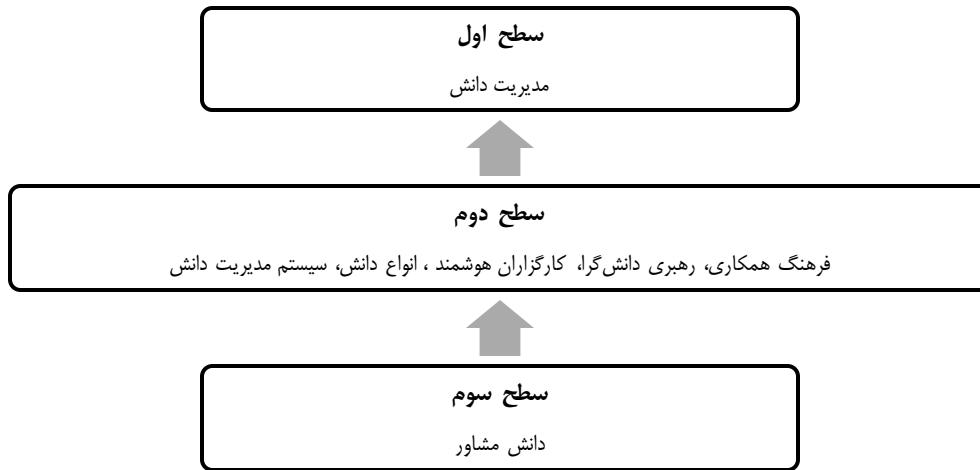 سطح اول
مدیریت دانش
سطح دوم
فرهنگ همکاری، رهبری دانش‌گرا، کارگزاران هوشمند ، انواع دانش، سیستم مدیریت دانش
سطح سوم
دانش مشاور